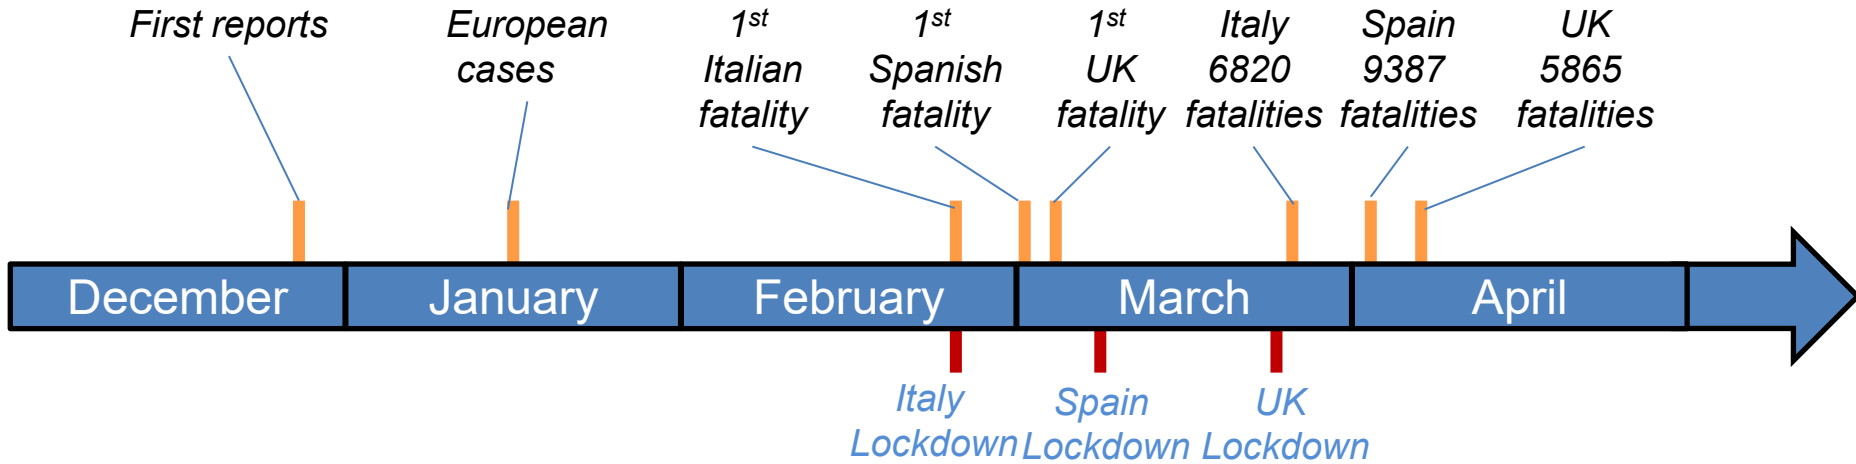 First reports
European
cases
1st
Italian
fatality
1st
Spanish
fatality
1st
UK
fatality
Italy
6820
fatalities
Spain
9387
fatalities
UK
5865
fatalities
December
January
February
March
April
Italy
Lockdown
Spain
Lockdown
UK
Lockdown